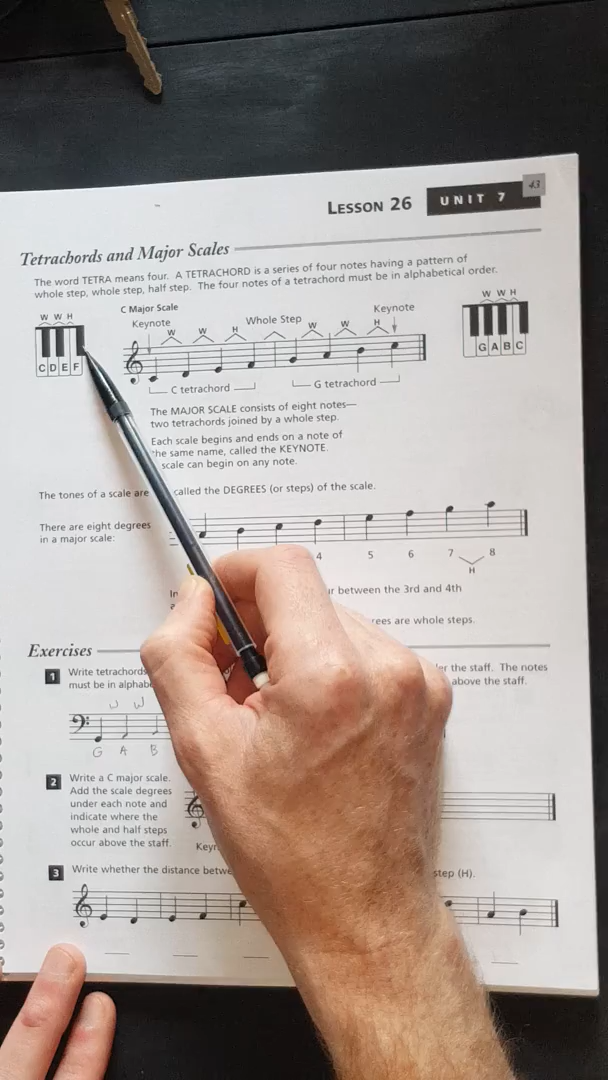 43
LESSON 26
UNIT 7
Tetrachords and Major Scales
The word TETRA means four. A TETRACHORD is a series of four notes having a pattern of
whole step, whole step, half step. The four notes of a tetrachord must be in alphabetical order.
W W H
C D E F
C Major Scale
Keynote
W W H Whole Step W W H
Keynote
C tetrachord
G tetrachord
W W H
G A B C
The MAJOR SCALE consists of eight notes—
two tetrachords joined by a whole step.
Each scale begins and ends on a note of
the same name, called the KEYNOTE.
scale can begin on any note.
The tones of a scale are called the DEGREES (or steps) of the scale.
There are eight degrees
in a major scale:
4 5 6 7 8
H
In
between the 3rd and 4th
are whole steps.
Exercises
1 Write tetrachords the staff. The notes
must be in above the staff.
W W
G A B
2 Write a C major scale.
Add the scale degrees
under each note and
indicate where the
whole and half steps
occur above the staff.
3 Write whether the distance step (H).